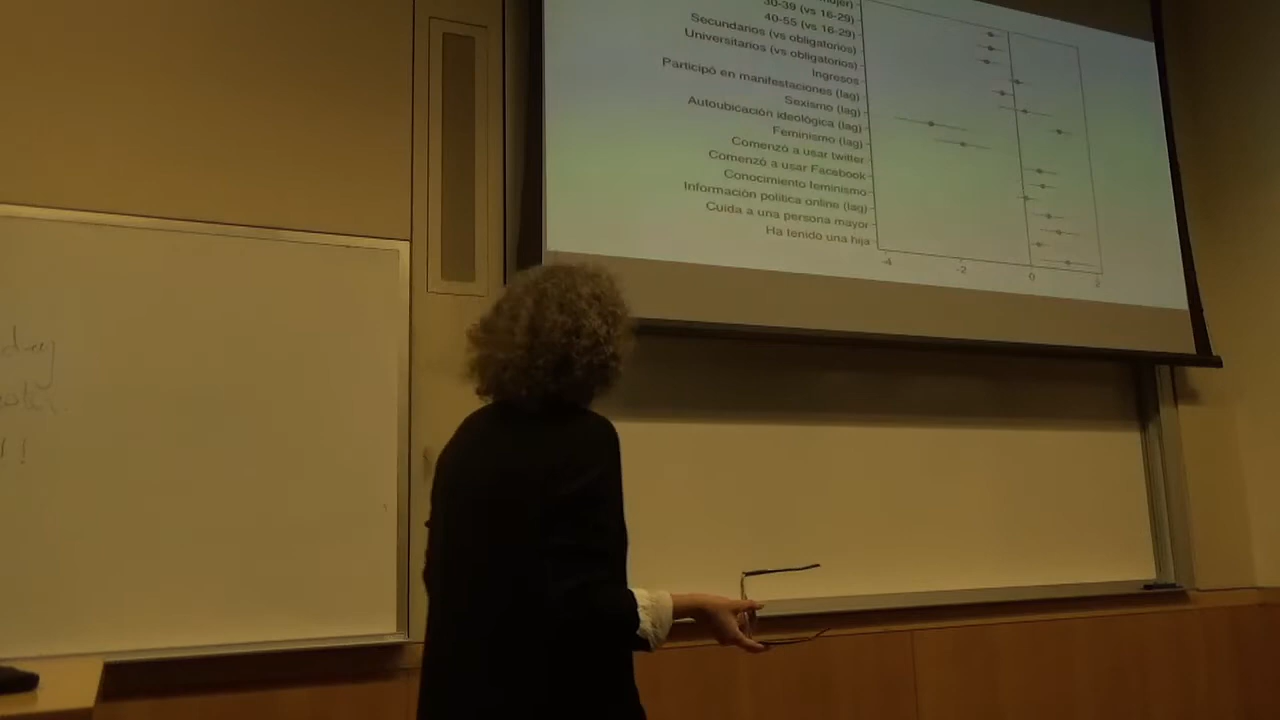 mujer)
30-39 (vs 16-29)
40-55 (vs 16-29)
Secundarios (vs obligatorios)
Universitarios (vs obligatorios)
Ingresos
Participó en manifestaciones (lag)
Sexismo (lag)
Autoubicación ideológica (lag)
Feminismo (lag)
Comenzó a usar twitter
Comenzó a usar Facebook
Conocimiento feminismo
Información política online (lag)
Cuida a una persona mayor
Ha tenido una hija
-4 -2 0 2